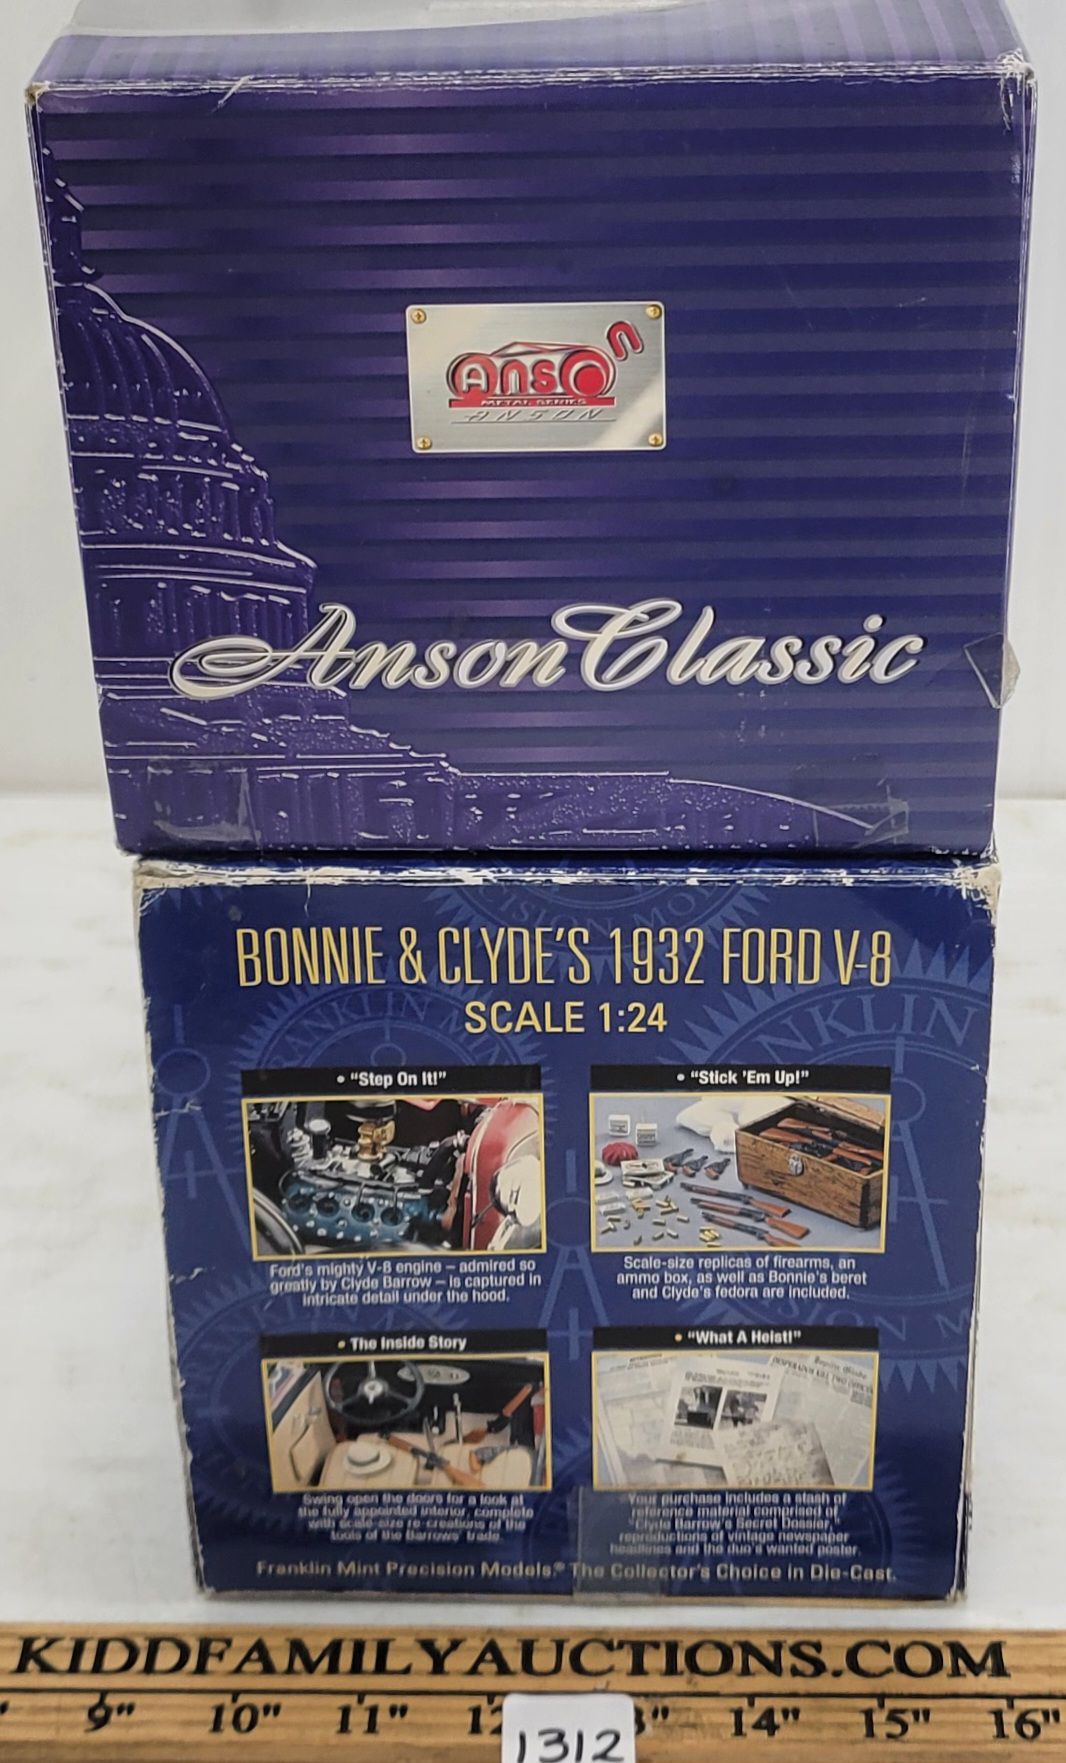 Anson
METAL SERIES
ANSON
Anson Classic
BONNIE & CLYDE'S 1932 FORD V-8
SCALE 1:24
• "Step On It!"
Ford's mighty V-8 engine – admired so
greatly by Clyde Barrow – is captured in
intricate detail under the hood.
• "Stick 'Em Up!"
Scale-size replicas of firearms, an
ammo box, as well as Bonnie's beret
and Clyde's fedora are included.
• The Inside Story
Swing open the doors for a look at
the fully appointed interior, complete
with scale-size re-creations of the
tools of the Barrows' trade.
• "What A Heist!"
Your purchase includes a stash of
reference material comprised of
"Clyde Barrow's Secret Dossier,"
reproductions of vintage newspaper
headlines and the duo's wanted poster.
Franklin Mint Precision Models.® The Collector's Choice in Die-Cast.
KIDDFAMILYAUCTIONS.COM
9" 10" 11" 14" 15" 16"
1312